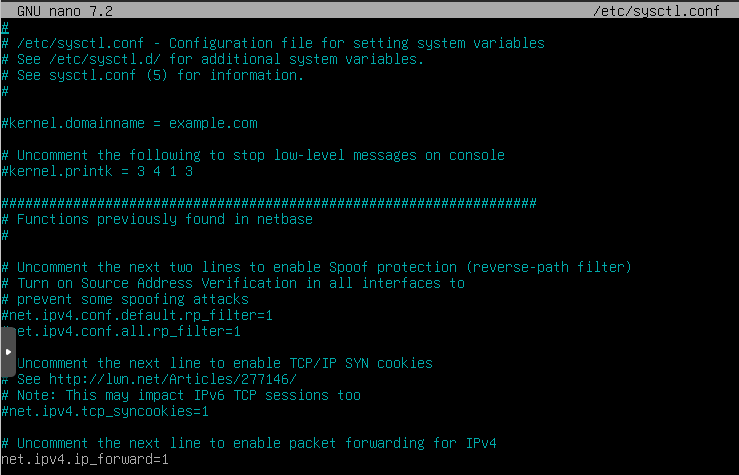 GNU nano 7.2 /etc/sysctl.conf
#
# /etc/sysctl.conf - Configuration file for setting system variables
# See /etc/sysctl.d/ for additional system variables.
# See sysctl.conf (5) for information.
#
#kernel.domainname = example.com
# Uncomment the following to stop low-level messages on console
#kernel.printk = 3 4 1 3
###################################################################
# Functions previously found in netbase
#
# Uncomment the next two lines to enable Spoof protection (reverse-path filter)
# Turn on Source Address Verification in all interfaces to
# prevent some spoofing attacks
#net.ipv4.conf.default.rp_filter=1
et.ipv4.conf.all.rp_filter=1
Uncomment the next line to enable TCP/IP SYN cookies
# See http://lwn.net/Articles/277146/
# Note: This may impact IPv6 TCP sessions too
#net.ipv4.tcp_syncookies=1
# Uncomment the next line to enable packet forwarding for IPv4
net.ipv4.ip_forward=1